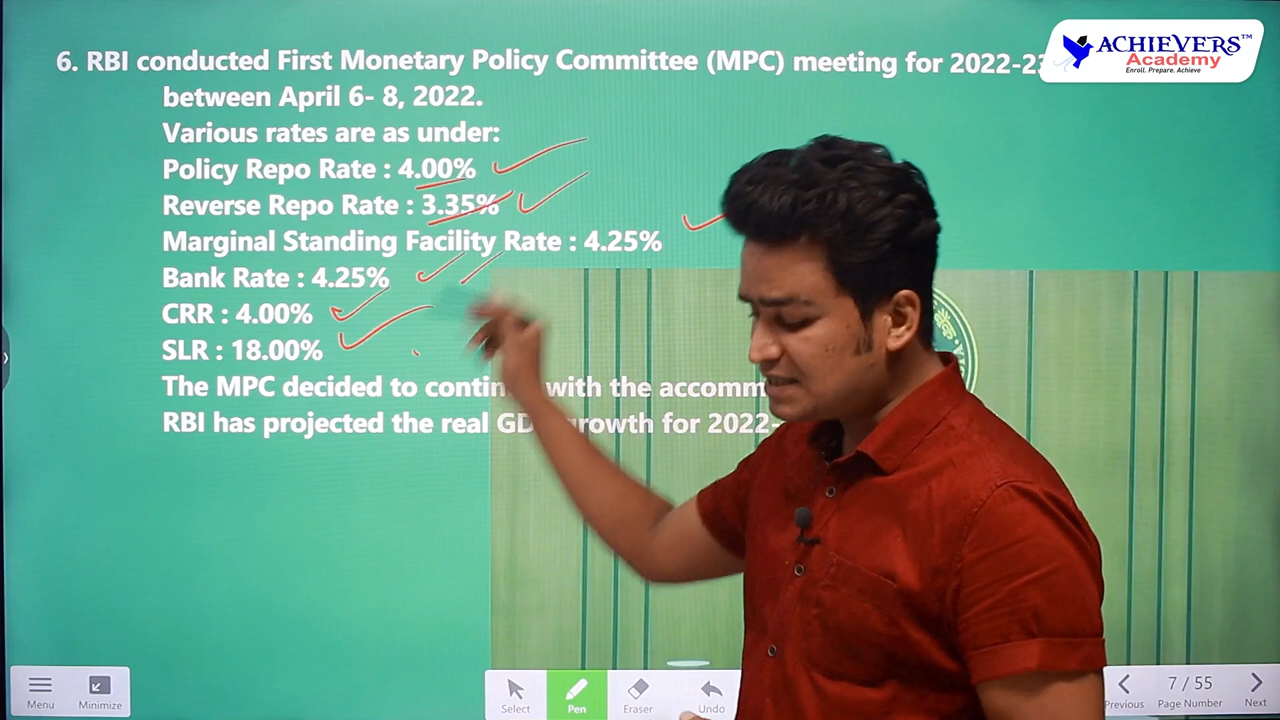 ACHIEVERS™
Academy
Enroll. Prepare. Achieve
6. RBI conducted First Monetary Policy Committee (MPC) meeting for 2022-23
between April 6- 8, 2022.
Various rates are as under:
Policy Repo Rate : 4.00%
Reverse Repo Rate : 3.35%
Marginal Standing Facility Rate : 4.25%
Bank Rate : 4.25%
CRR : 4.00%
SLR : 18.00%
The MPC decided to with the
RBI has projected the real growth for 2022-
Menu
Minimize
Select
Pen
Eraser
Undo
7 / 55
Previous
Page Number
Next